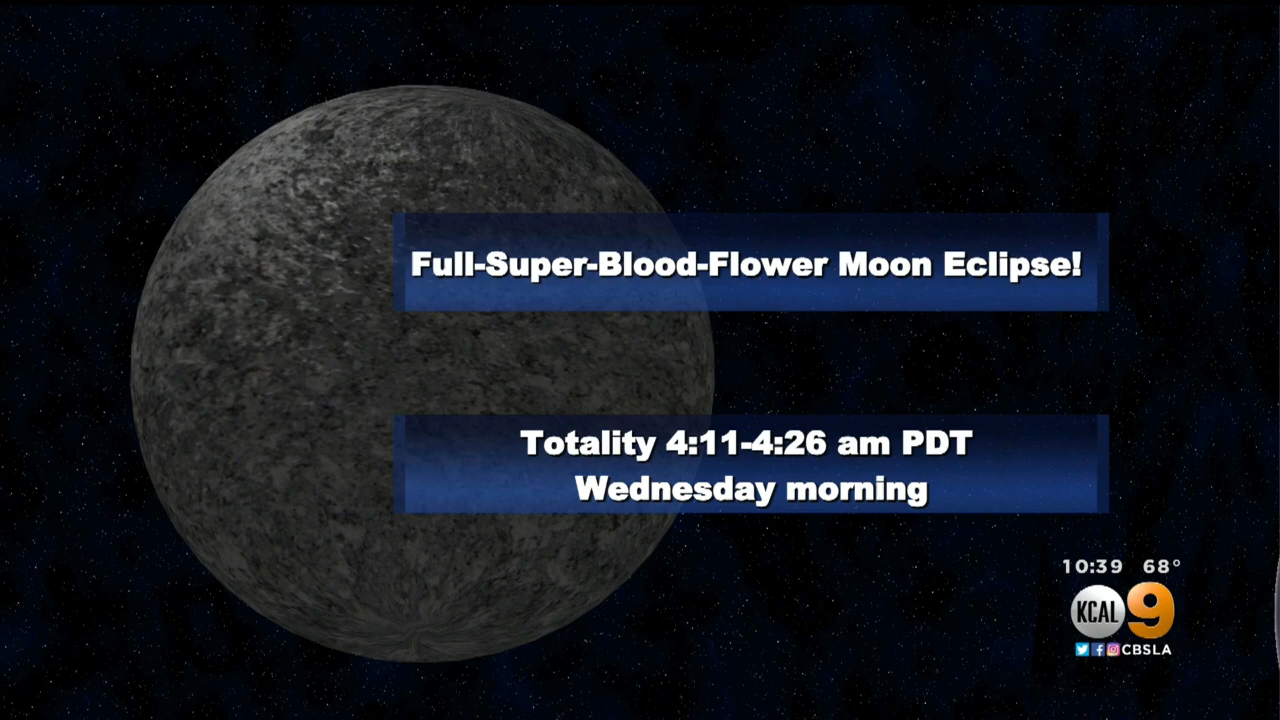 Full-Super-Blood-Flower Moon Eclipse!
Totality 4:11-4:26 am PDT
Wednesday morning
10:39 68°
KCAL 9
CBSLA